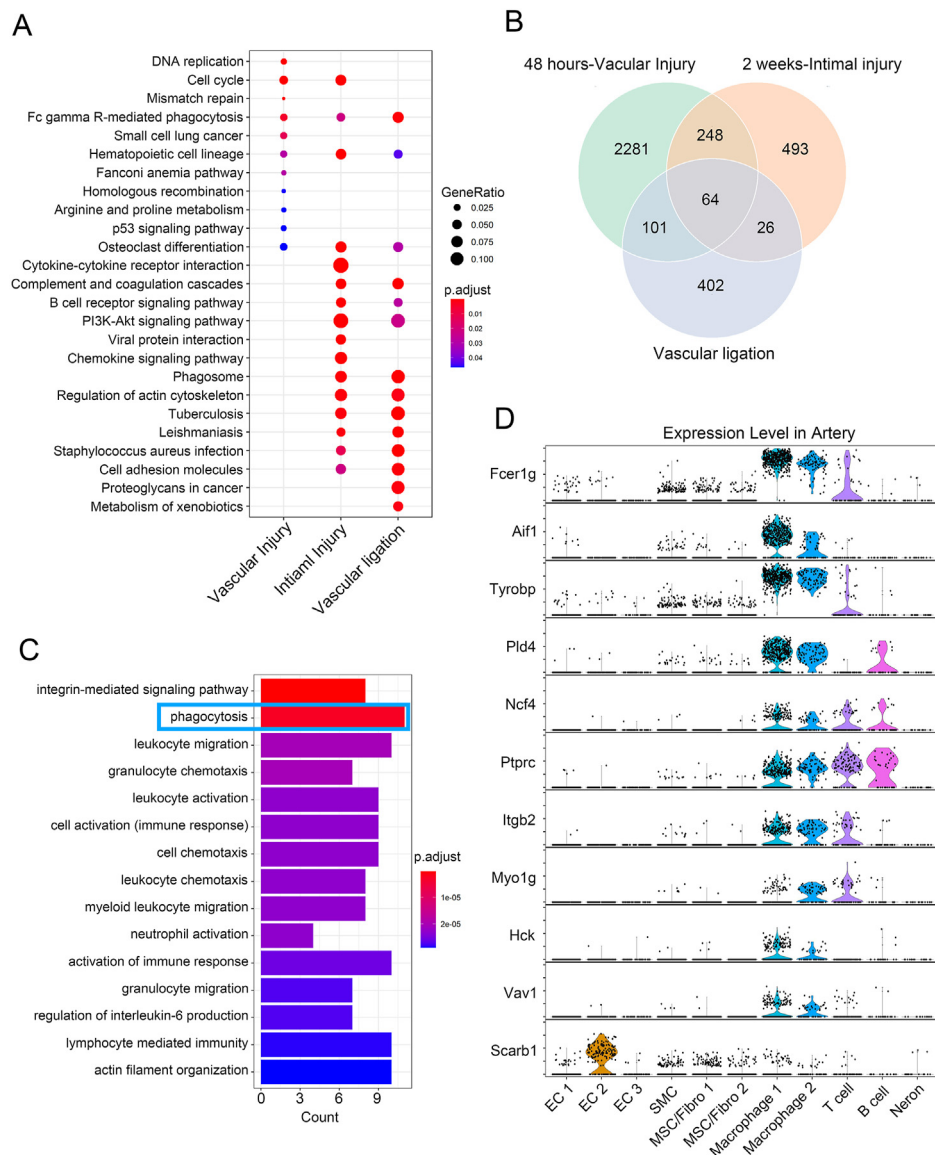 A
DNA replication
Cell cycle
Mismatch repain
Fc gamma R-mediated phagocytosis
Small cell lung cancer
Hematopoietic cell lineage
Fanconi anemia pathway
Homologous recombination
Arginine and proline metabolism
p53 signaling pathway
Osteoclast differentiation
Cytokine-cytokine receptor interaction
Complement and coagulation cascades
B cell receptor signaling pathway
PI3K-Akt signaling pathway
Viral protein interaction
Chemokine signaling pathway
Phagosome
Regulation of actin cytoskeleton
Tuberculosis
Leishmaniasis
Staphylococcus aureus infection
Cell adhesion molecules
Proteoglycans in cancer
Metabolism of xenobiotics
Vascular Injury
Intiaml Injury
Vascular ligation
GeneRatio
0.025
0.050
0.075
0.100
p.adjust
0.01
0.02
0.03
0.04
B
48 hours-Vacular Injury
2 weeks-Intimal injury
2281
248
493
64
101
26
402
Vascular ligation
C
integrin-mediated signaling pathway
phagocytosis
leukocyte migration
granulocyte chemotaxis
leukocyte activation
cell activation (immune response)
cell chemotaxis
leukocyte chemotaxis
myeloid leukocyte migration
neutrophil activation
activation of immune response
granulocyte migration
regulation of interleukin-6 production
lymphocyte mediated immunity
actin filament organization
0 3 6 9
Count
p.adjust
1e-05
2e-05
D
Expression Level in Artery
Fcer1g
Aif1
Tyrobp
Pld4
Ncf4
Ptprc
Itgb2
Myo1g
Hck
Vav1
Scarb1
EC 1
EC 2
EC 3
SMC
MSC/Fibro 1
MSC/Fibro 2
Macrophage 1
Macrophage 2
T cell
B cell
Neron